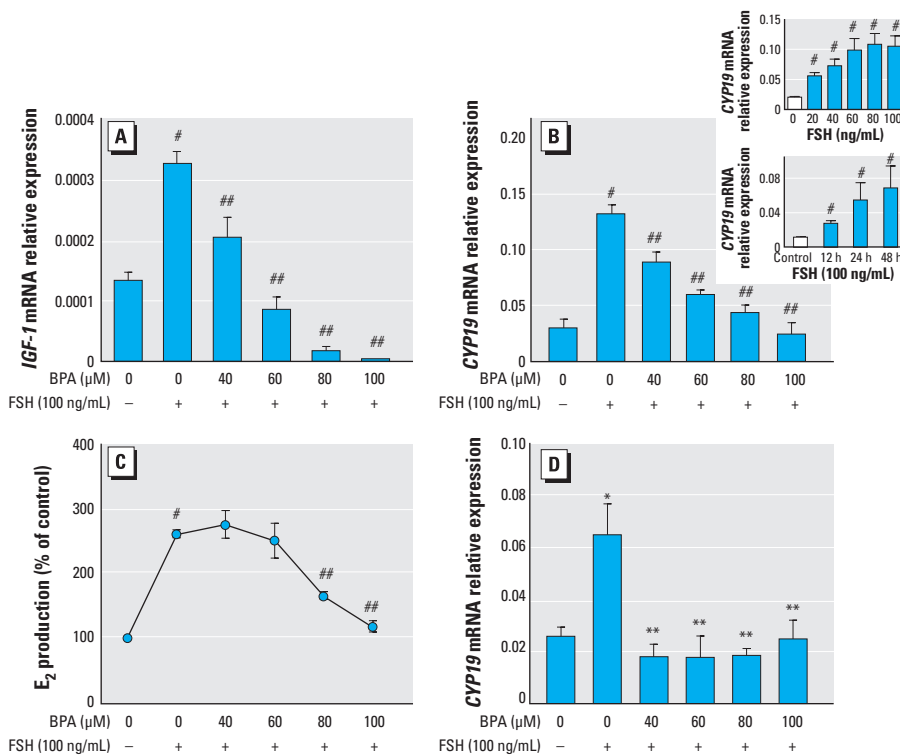 A
IGF-1 mRNA relative expression
0.0004
0.0003
0.0002
0.0001
0
#
##
##
##
##
BPA (µM) 0 0 40 60 80 100
FSH (100 ng/mL) – + + + + +
B
CYP19 mRNA relative expression
0.20
0.15
0.10
0.05
0
#
##
##
##
##
BPA (µM) 0 0 40 60 80 100
FSH (100 ng/mL) – + + + + +
CYP19 mRNA
relative expression
0.15
0.10
0.05
0
# # # # #
0 20 40 60 80 100
FSH (ng/mL)
CYP19 mRNA
relative expression
0.08
0.04
0
# # #
Control 12 h 24 h 48 h
FSH (100 ng/mL)
C
E2 production (% of control)
400
300
200
100
0
#
##
##
BPA (µM) 0 0 40 60 80 100
FSH (100 ng/mL) – + + + + +
D
CYP19 mRNA relative expression
0.10
0.08
0.06
0.04
0.02
0
*
**
**
**
**
BPA (µM) 0 0 40 60 80 100
FSH (100 ng/mL) – + + + + +